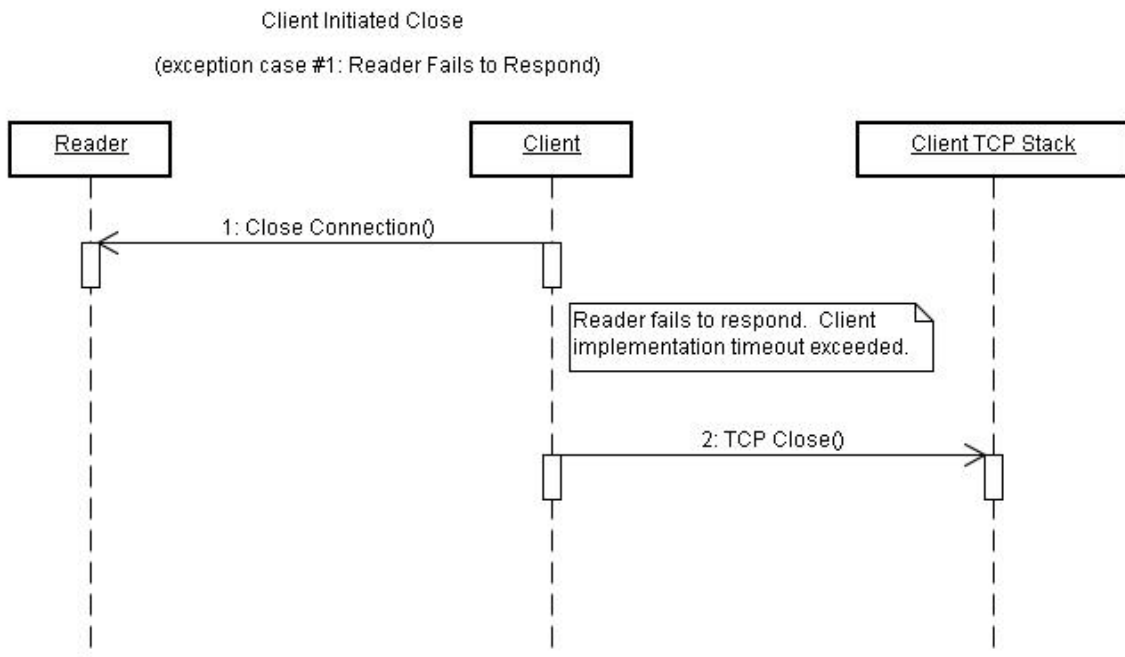 Client Initiated Close
(exception case #1: Reader Fails to Respond)
Reader
Client
Client TCP Stack
1: Close Connection()
Reader fails to respond.  Client
implementation timeout exceeded.
2: TCP Close()